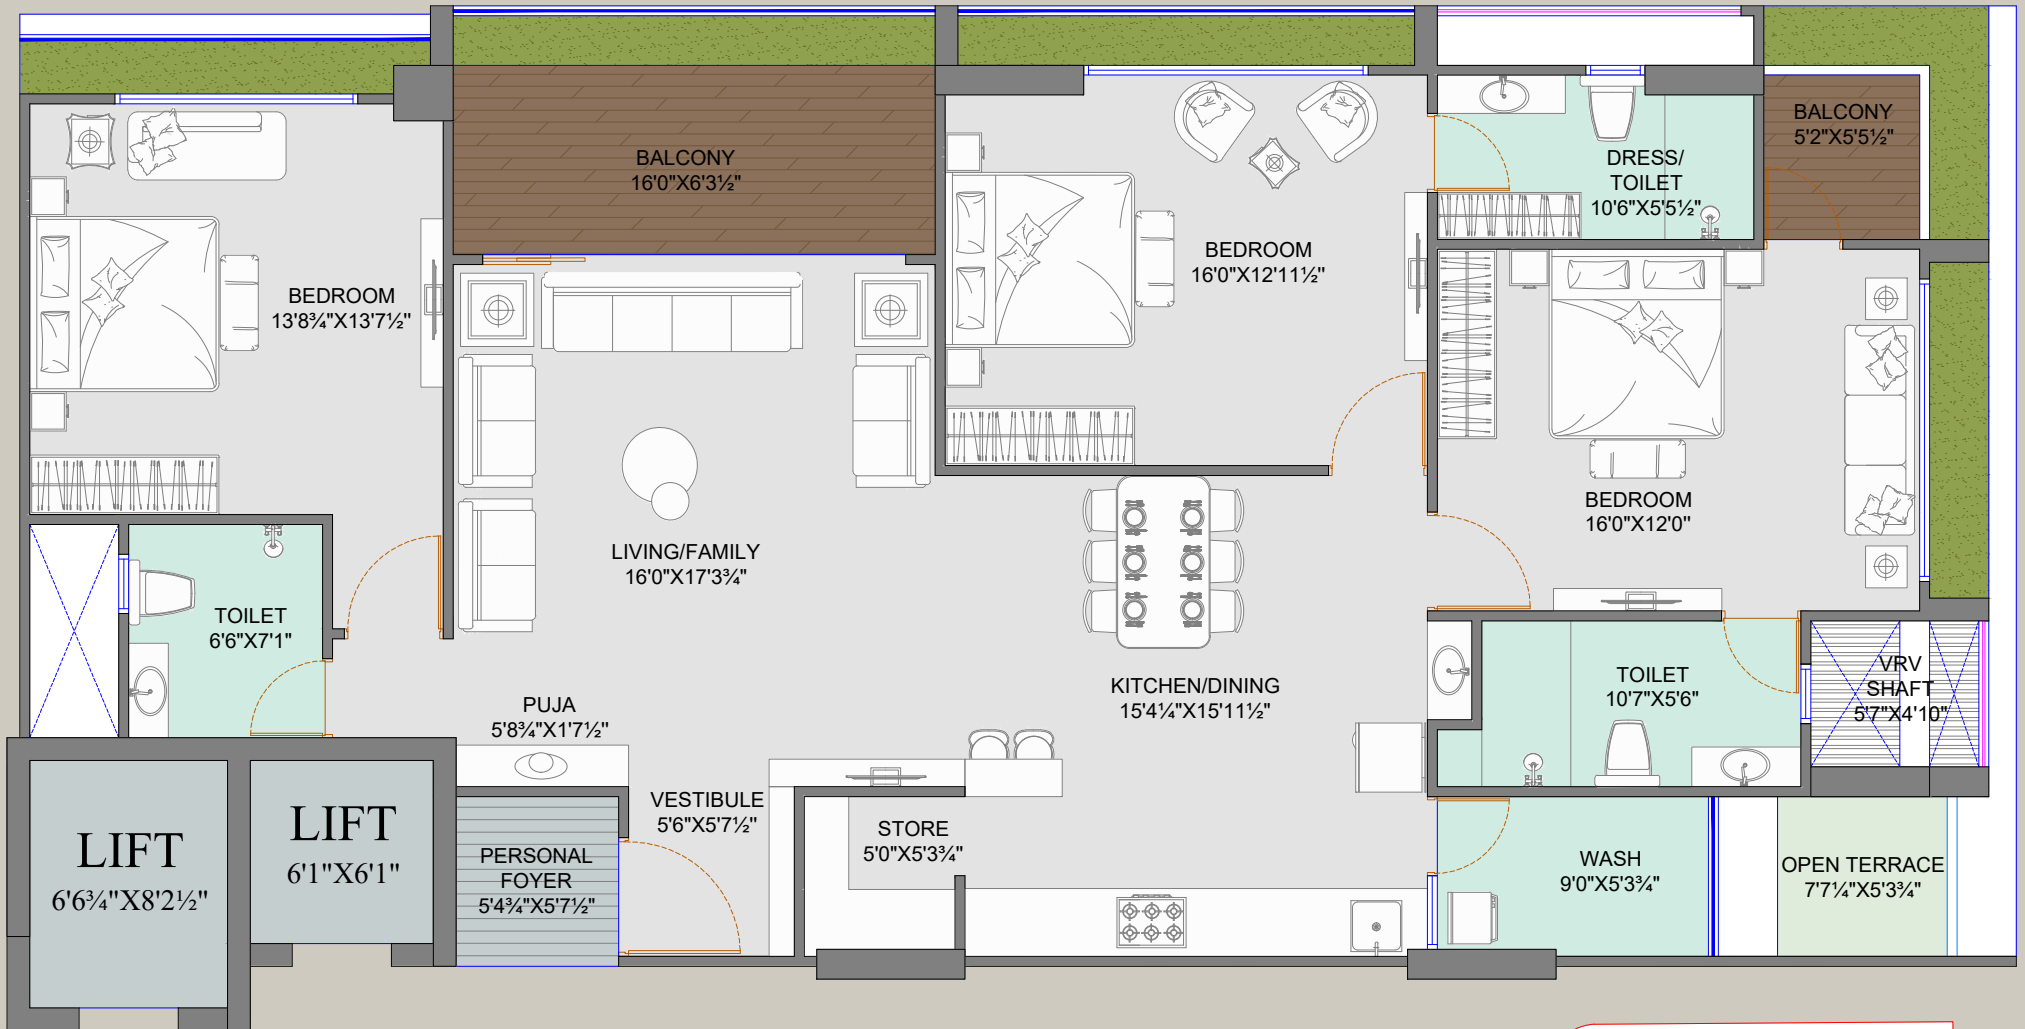 BALCONY
16'0"X6'3½"
BALCONY
5'2"X5'5½"
DRESS/
TOILET
10'6"X5'5½"
BEDROOM
16'0"X12'11½"
BEDROOM
13'8¾"X13'7½"
BEDROOM
16'0"X12'0"
LIVING/FAMILY
16'0"X17'3¾"
TOILET
6'6"X7'1"
PUJA
5'8¾"X1'7½"
KITCHEN/DINING
15'4¼"X15'11½"
TOILET
10'7"X5'6"
VRV
SHAFT
5'7"X4'10"
VESTIBULE
5'6"X5'7½"
STORE
5'0"X5'3¾"
LIFT
6'6¾"X8'2½"
LIFT
6'1"X6'1"
PERSONAL
FOYER
5'4¾"X5'7½"
WASH
9'0"X5'3¾"
OPEN TERRACE
7'7¼"X5'3¾"